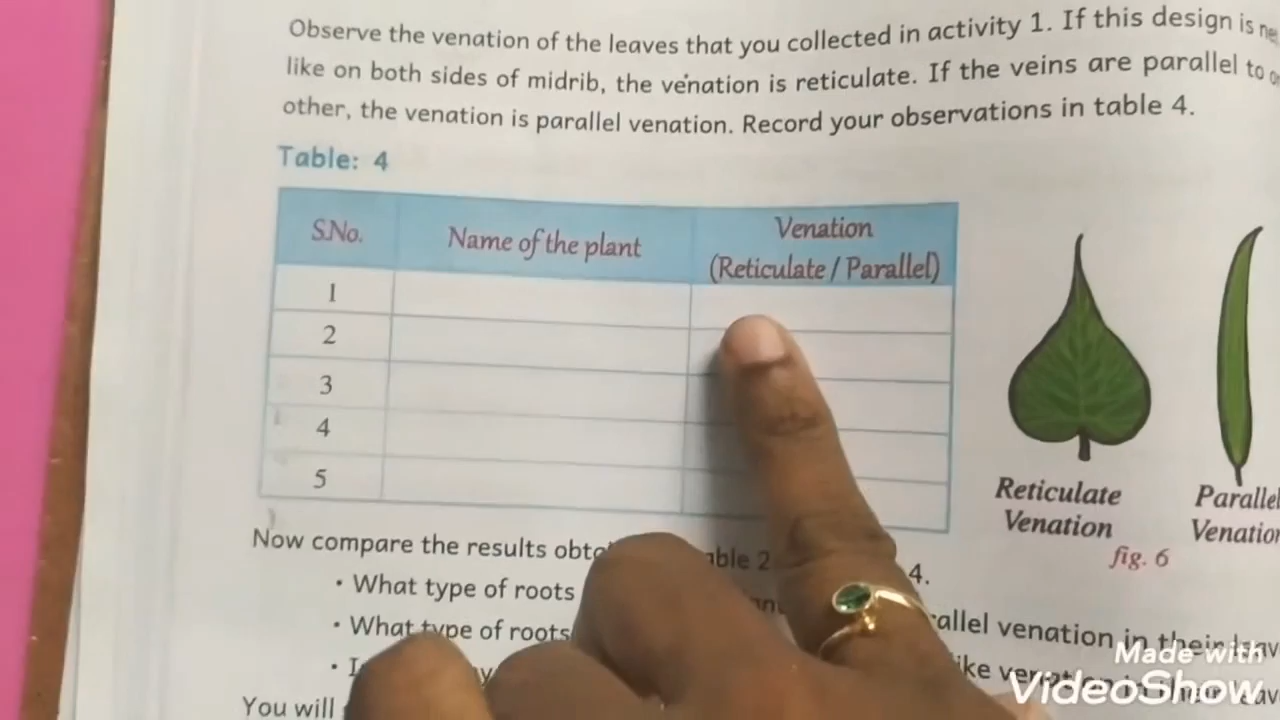 Observe the venation of the leaves that you collected in activity 1. If this design is
like on both sides of midrib, the venation is reticulate. If the veins are parallel to
other, the venation is parallel venation. Record your observations in table 4.
Table: 4
S.No. Name of the plant Venation (Reticulate / Parallel)
1
2
3
4
5
Reticulate Venation
Parallel Venation
fig. 6
Now compare the results 2 4.
• What type of roots venation in their
• What type of roots
You will
Made with
VideoShow